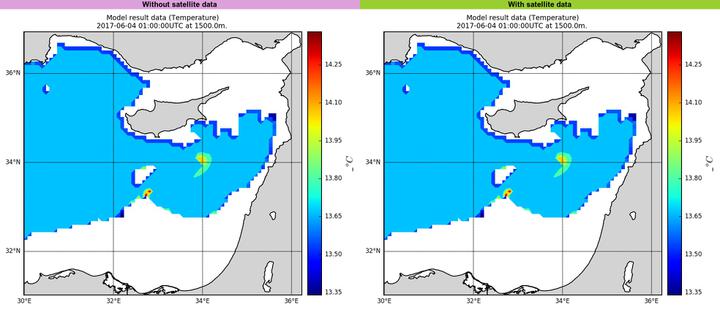 Without satellite data
Model result data (Temperature)
2017-06-04 01:00:00UTC at 1500.0m.
36°N
34°N
32°N
30°E
32°E
34°E
36°E
14.25
14.10
13.95
13.80
13.65
13.50
13.35
°C
With satellite data
Model result data (Temperature)
2017-06-04 01:00:00UTC at 1500.0m.
36°N
34°N
32°N
30°E
32°E
34°E
36°E
14.25
14.10
13.95
13.80
13.65
13.50
13.35
°C